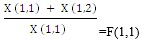 X (1,1) + X (1,2)
X (1,1)
=F(1,1)